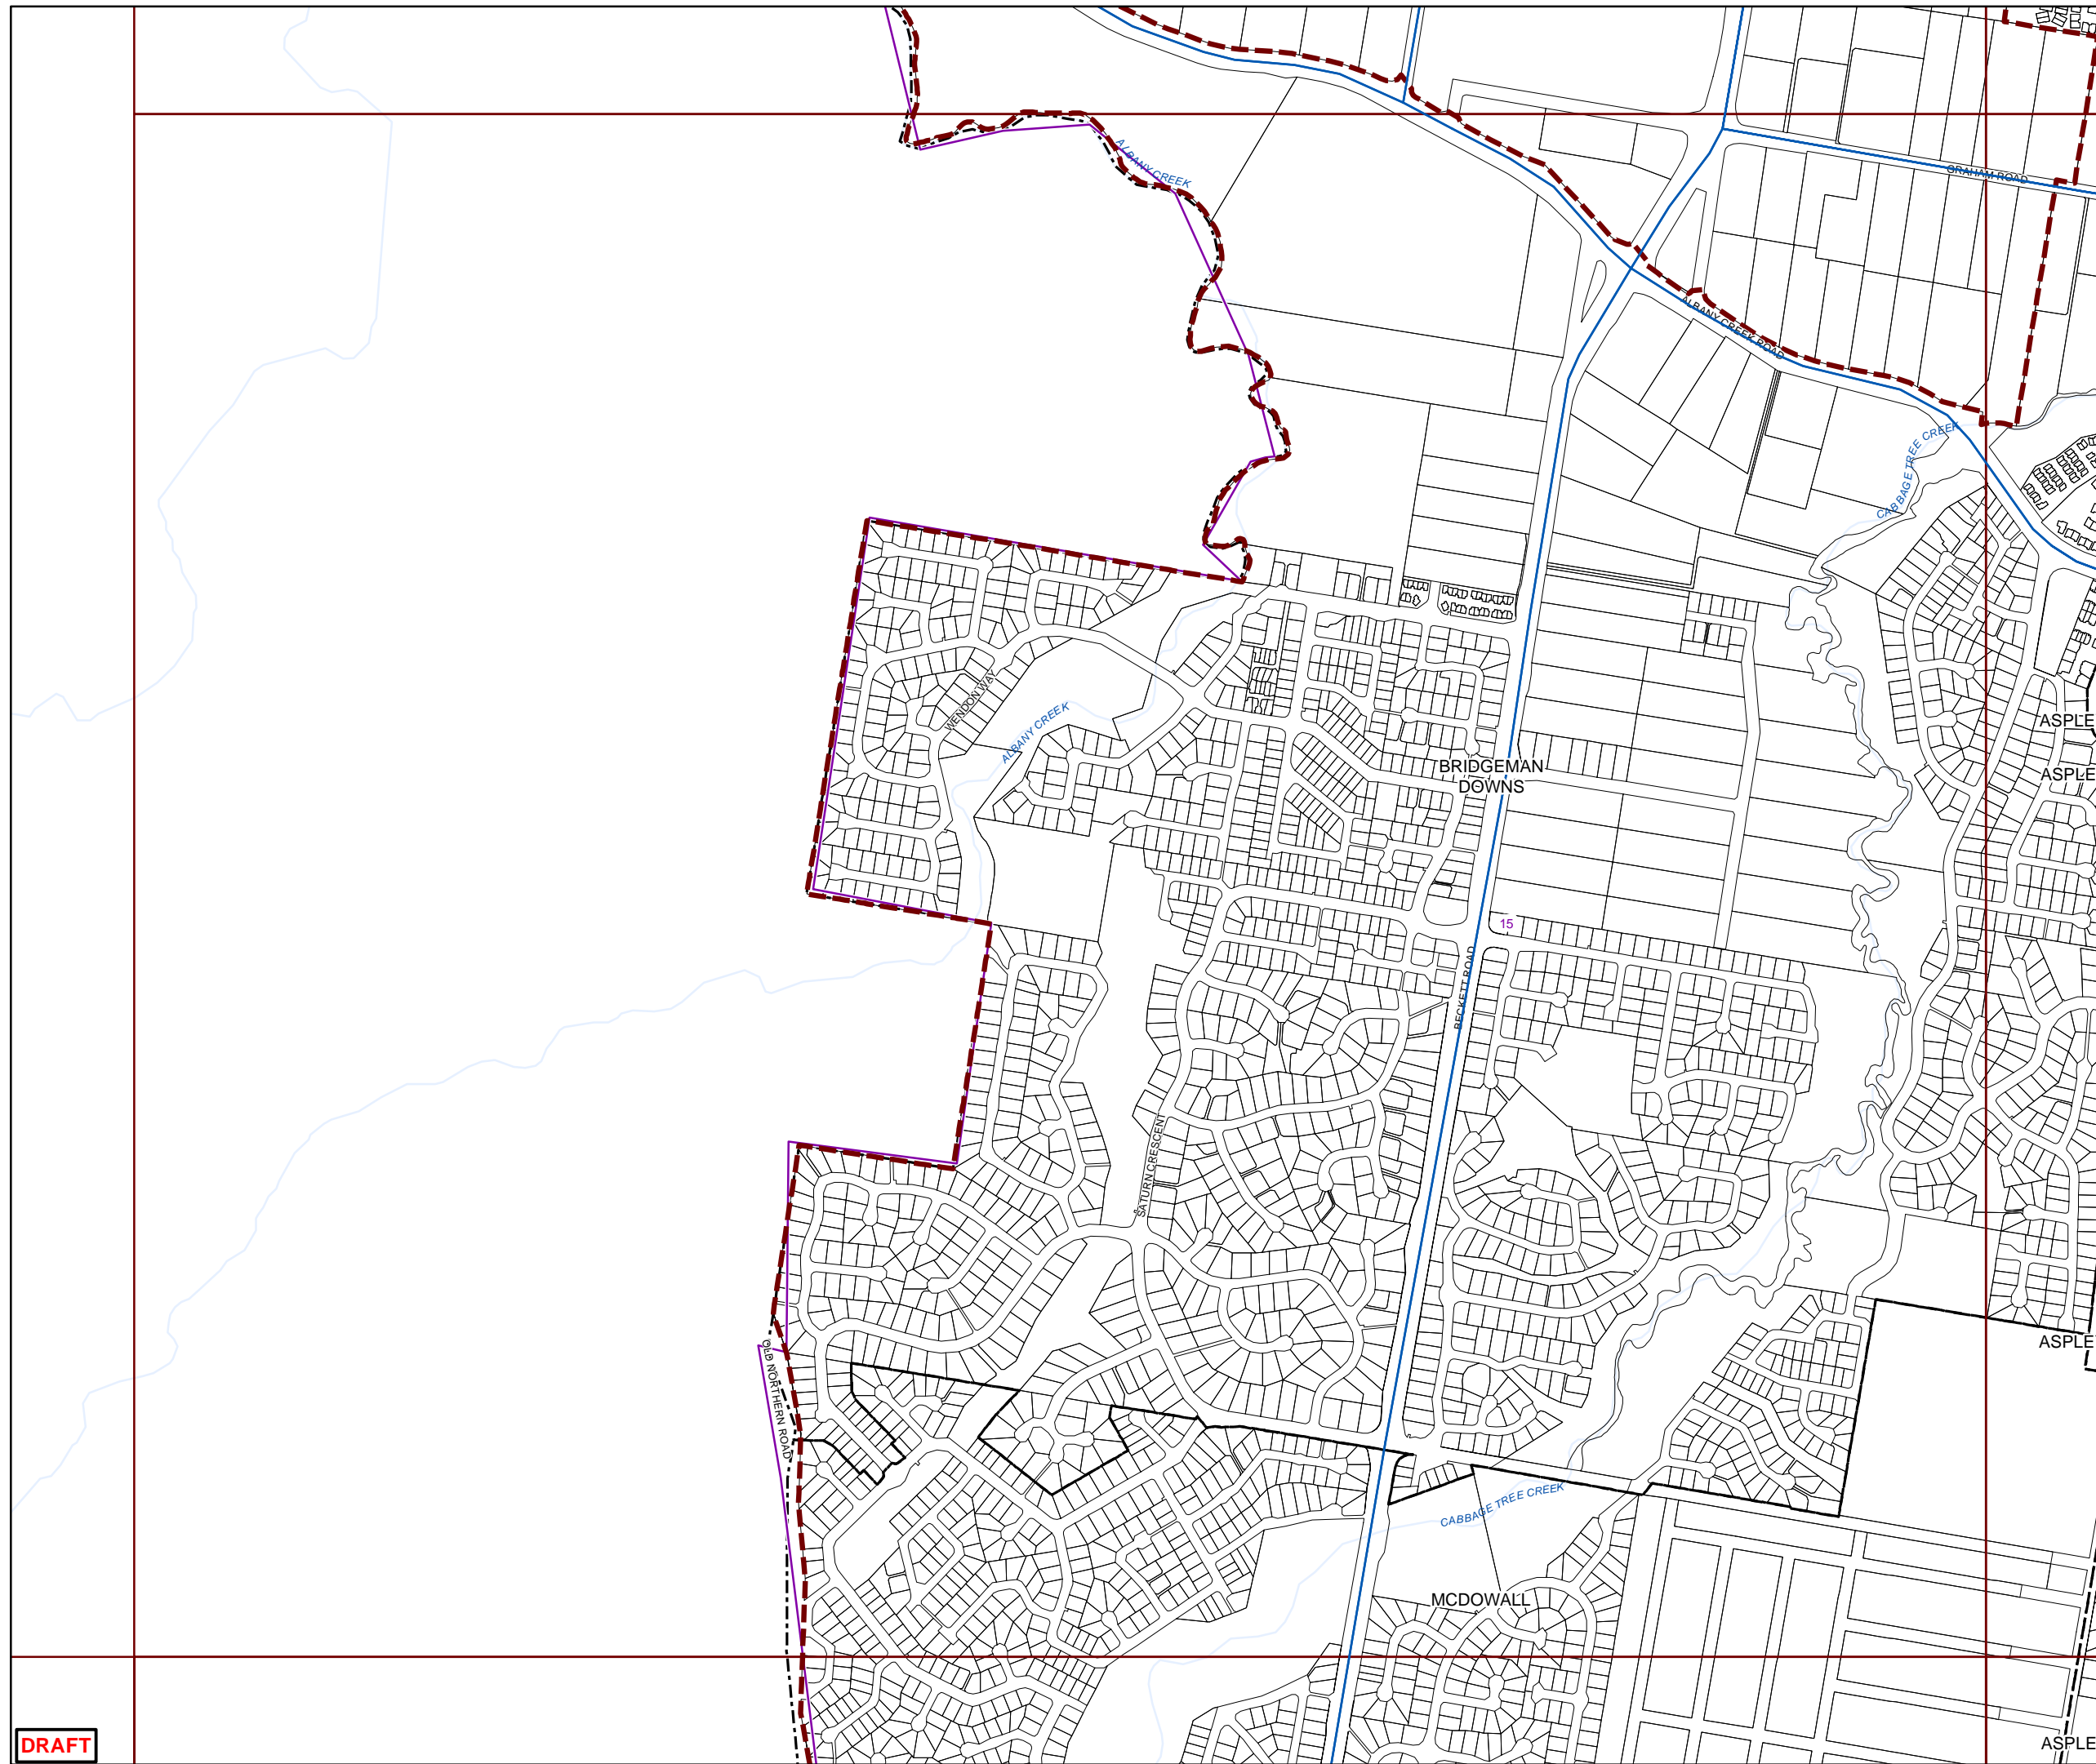 ALBANY CREEK
GRAHAM ROAD
ALBANY CREEK ROAD
CABBAGE TREE CREEK
WENDON WAY
ALBANY CREEK
ASPLE
BRIDGEMAN
DOWNS
ASPLE
15
BECKETT ROAD
SATURN CRESCENT
OLD NORTHERN ROAD
ASPLE
CABBAGE TREE CREEK
MCDOWALL
DRAFT
ASPLE